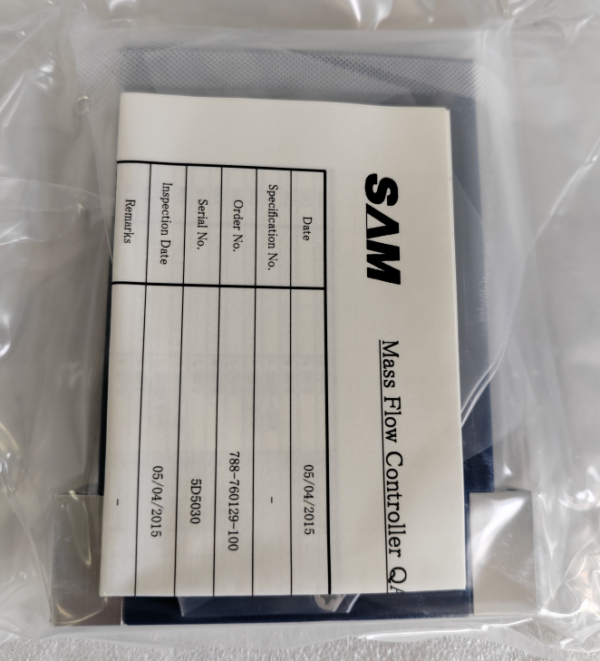 SAM
Mass Flow Controller QA
Date 05/04/2015
Specification No. -
Order No. 788-760129-100
Serial No. 5D5030
Inspection Date 05/04/2015
Remarks -